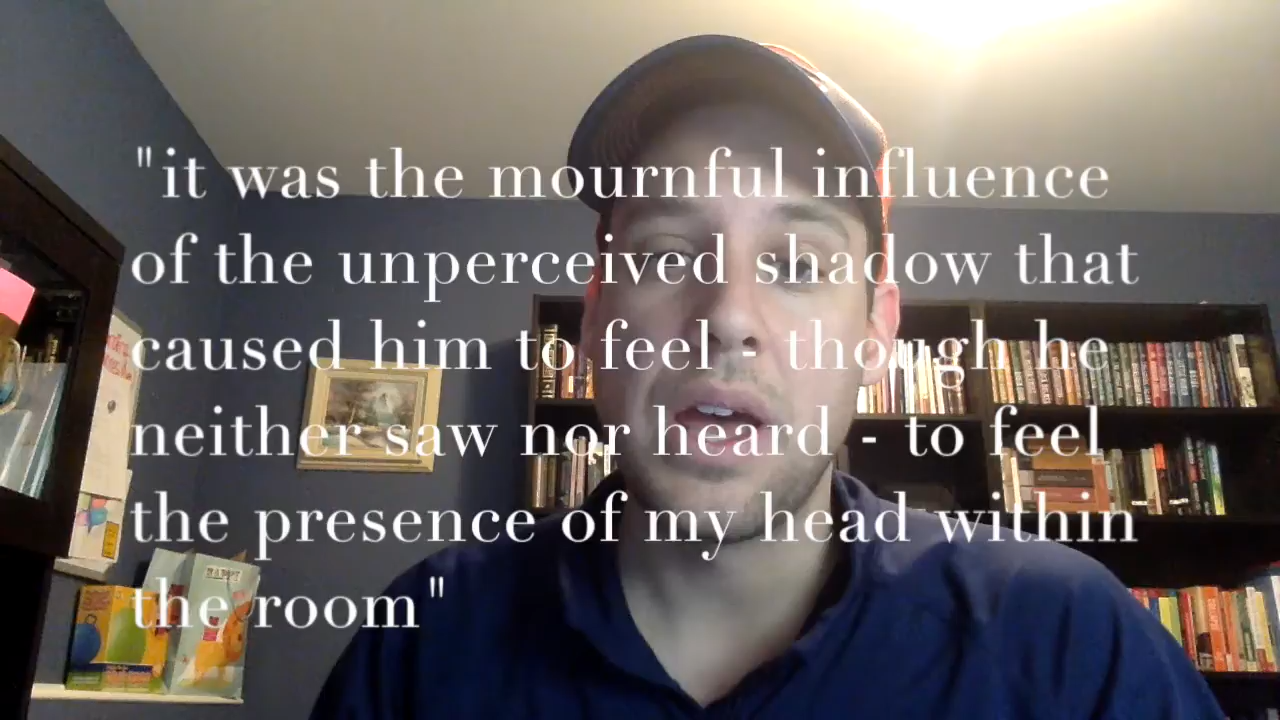 "it was the mournful influence
of the unperceived shadow that
caused him to feel - though he
neither saw nor heard - to feel
the presence of my head within
the room"